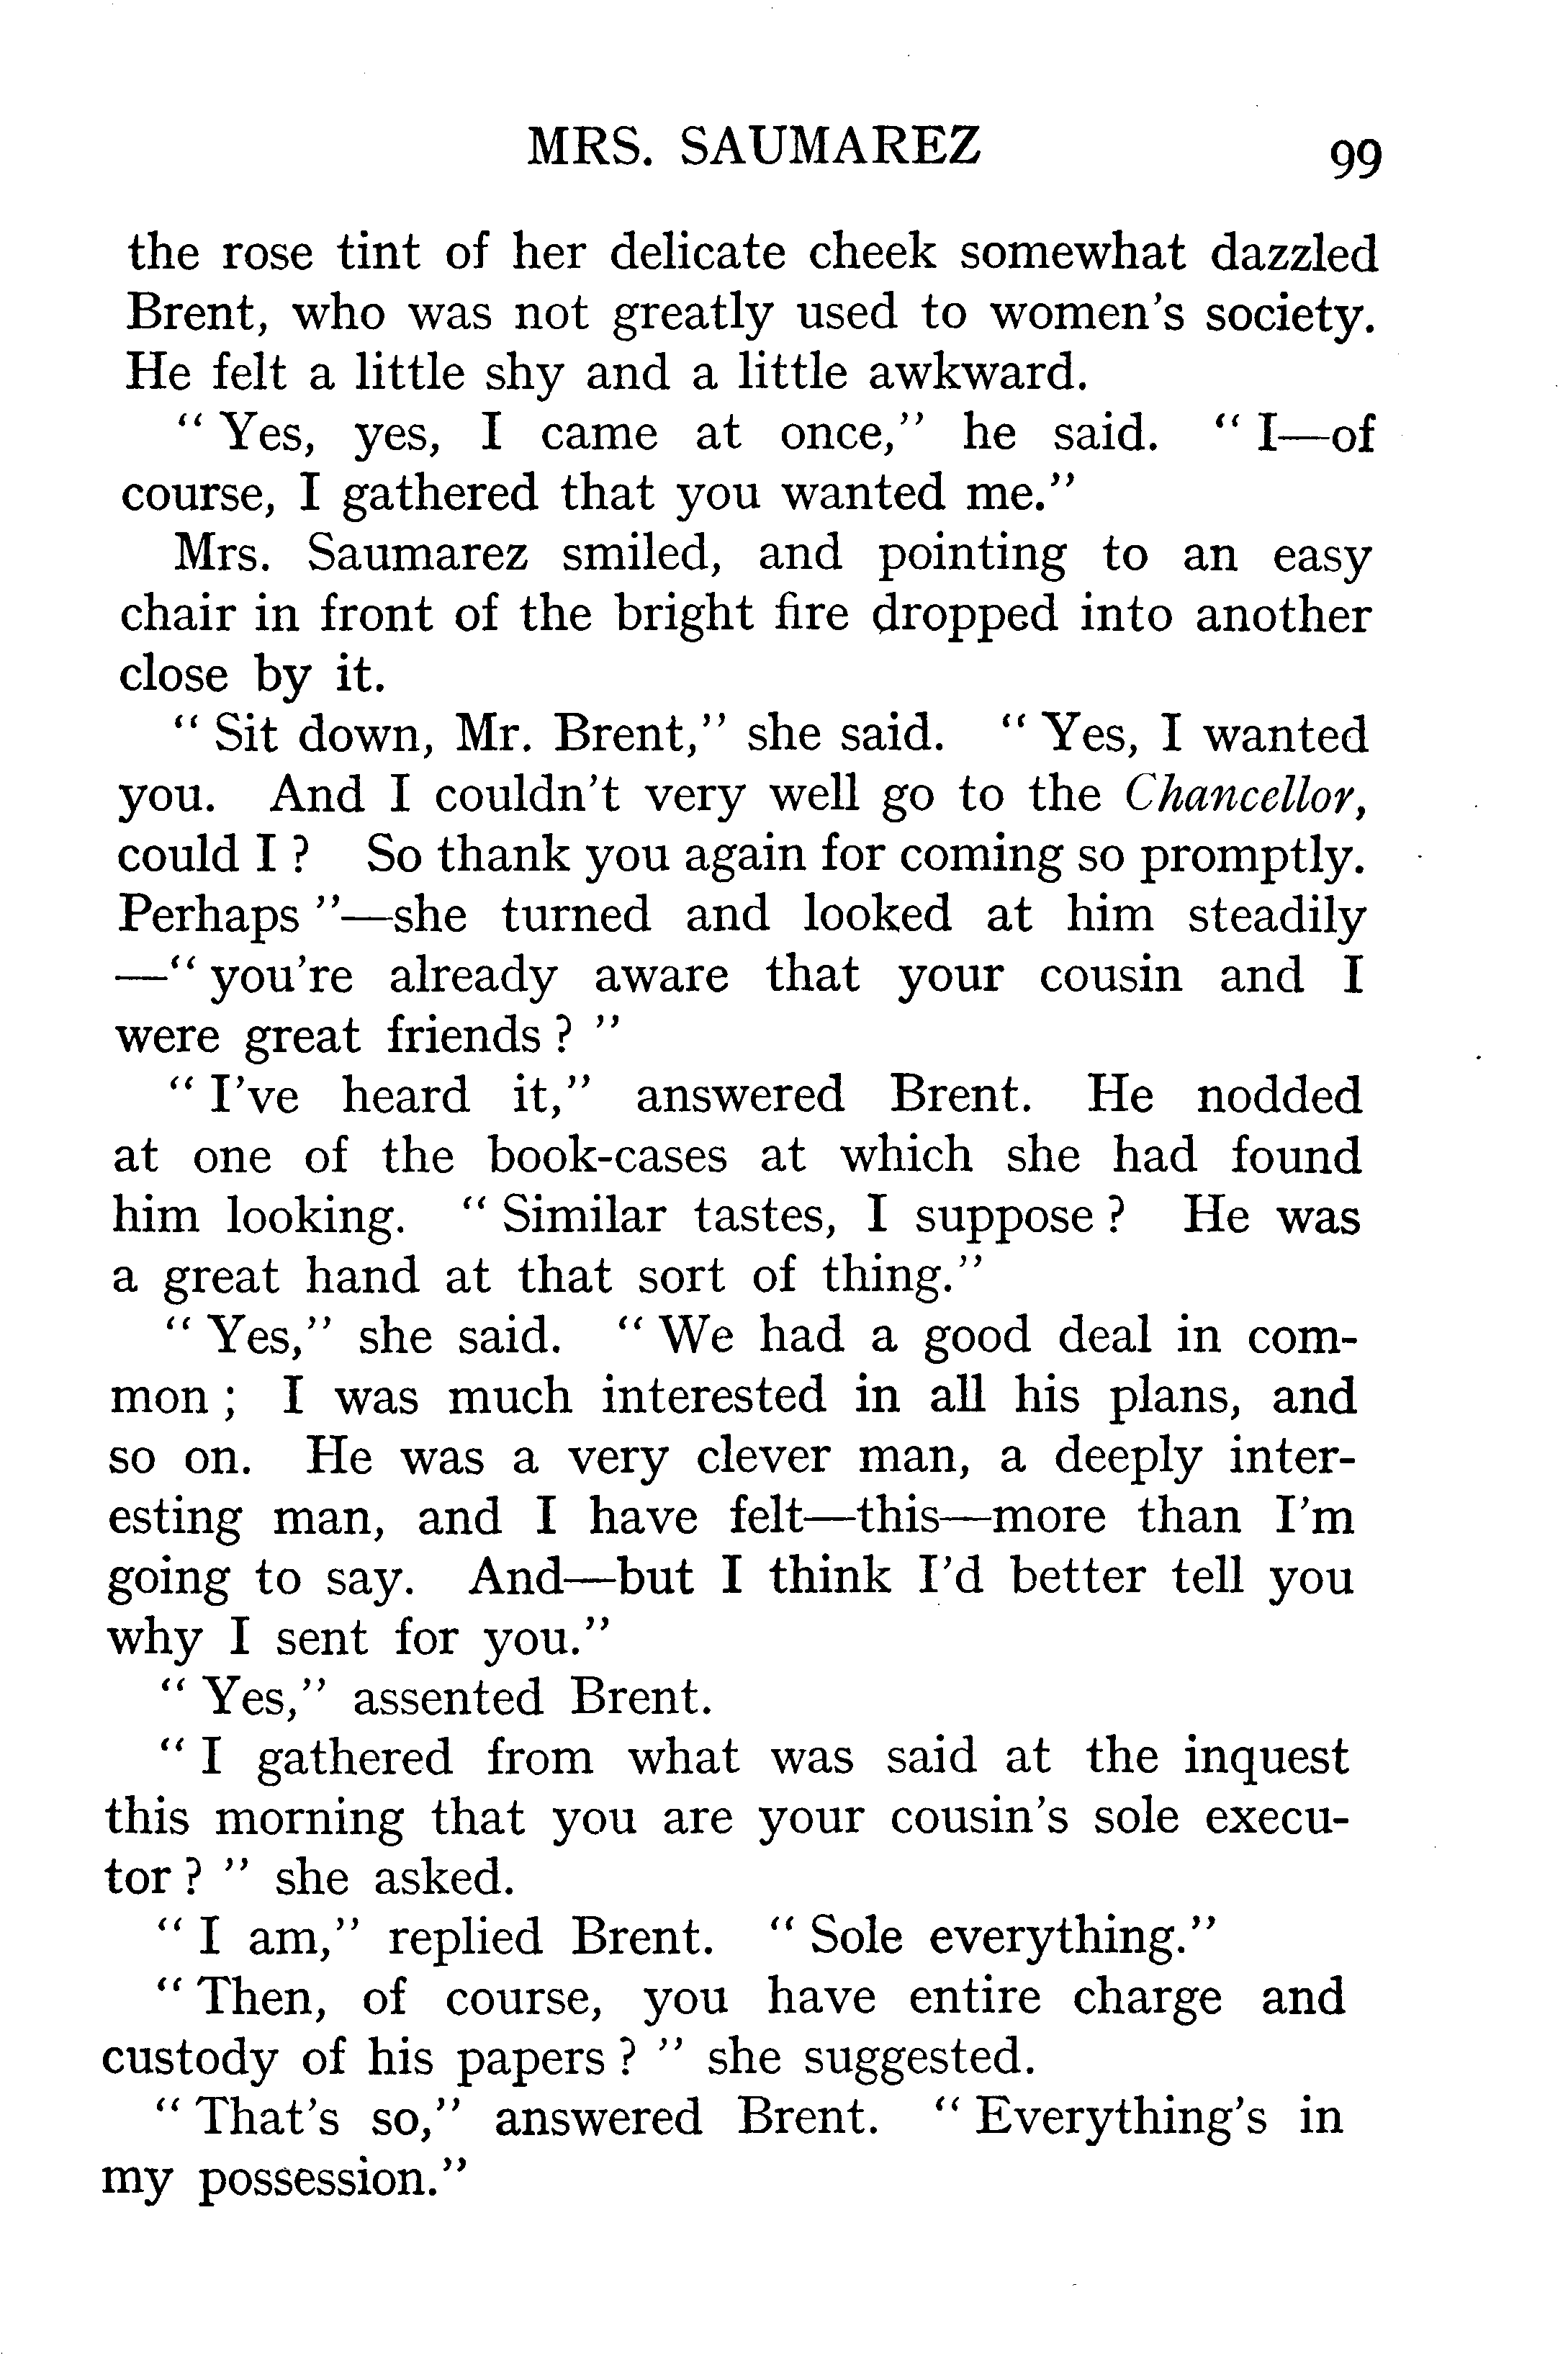 MRS. SAUMAREZ 99
the rose tint of her delicate cheek somewhat dazzled
Brent, who was not greatly used to women's society.
He felt a little shy and a little awkward.
“ Yes, yes, I came at once,” he said. “ I—of
course, I gathered that you wanted me.”
Mrs. Saumarez smiled, and pointing to an easy
chair in front of the bright fire dropped into another
close by it.
“ Sit down, Mr. Brent,” she said. “ Yes, I wanted
you. And I couldn't very well go to the Chancellor,
could I ? So thank you again for coming so promptly.
Perhaps ”—she turned and looked at him steadily
—“ you're already aware that your cousin and I
were great friends ? ”
“ I've heard it,” answered Brent. He nodded
at one of the book-cases at which she had found
him looking. “ Similar tastes, I suppose ? He was
a great hand at that sort of thing.”
“ Yes,” she said. “ We had a good deal in com-
mon ; I was much interested in all his plans, and
so on. He was a very clever man, a deeply inter-
esting man, and I have felt—this—more than I'm
going to say. And—but I think I'd better tell you
why I sent for you.”
“ Yes,” assented Brent.
“ I gathered from what was said at the inquest
this morning that you are your cousin's sole execu-
tor ? ” she asked.
“ I am,” replied Brent. “ Sole everything.”
“ Then, of course, you have entire charge and
custody of his papers ? ” she suggested.
“ That's so,” answered Brent. “ Everything's in
my possession.”